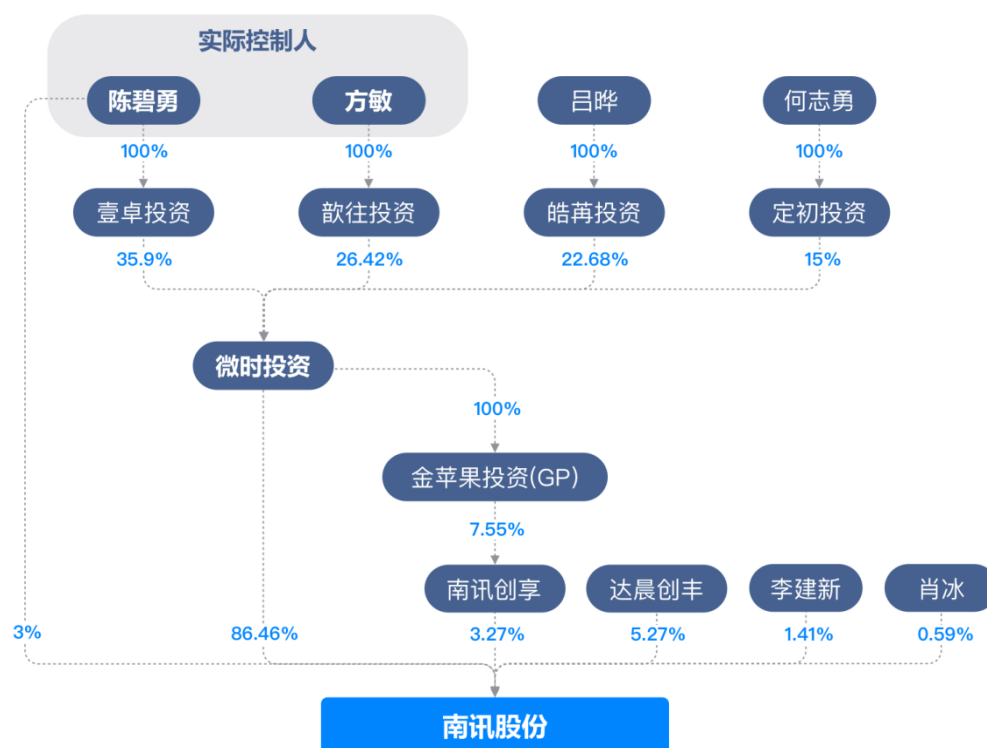 实际控制人
陈碧勇 方敏 吕晔 何志勇
100% 100% 100% 100%
壹卓投资 歆往投资 皓苒投资 定初投资
35.9% 26.42% 22.68% 15%
微时投资
100%
金苹果投资(GP)
7.55%
南讯创享 达晨创丰 李建新 肖冰
3% 86.46% 3.27% 5.27% 1.41% 0.59%
南讯股份